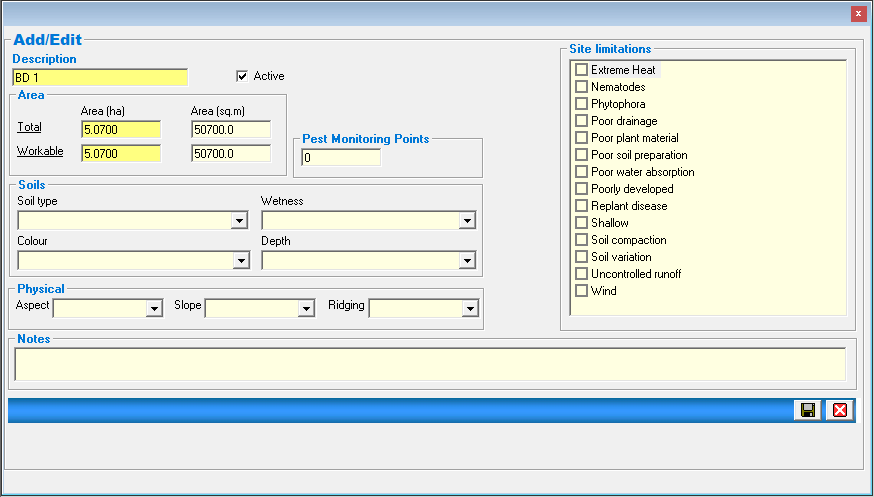 Add/Edit
Description
BD 1
Active
Area
Area (ha)
Area (sq.m)
Total
5.0700
50700.0
Workable
5.0700
50700.0
Pest Monitoring Points
0
Soils
Soil type
Wetness
Colour
Depth
Physical
Aspect
Slope
Ridging
Notes
Site limitations
Extreme Heat
Nematodes
Phytophora
Poor drainage
Poor plant material
Poor soil preparation
Poor water absorption
Poorly developed
Replant disease
Shallow
Soil compaction
Soil variation
Uncontrolled runoff
Wind